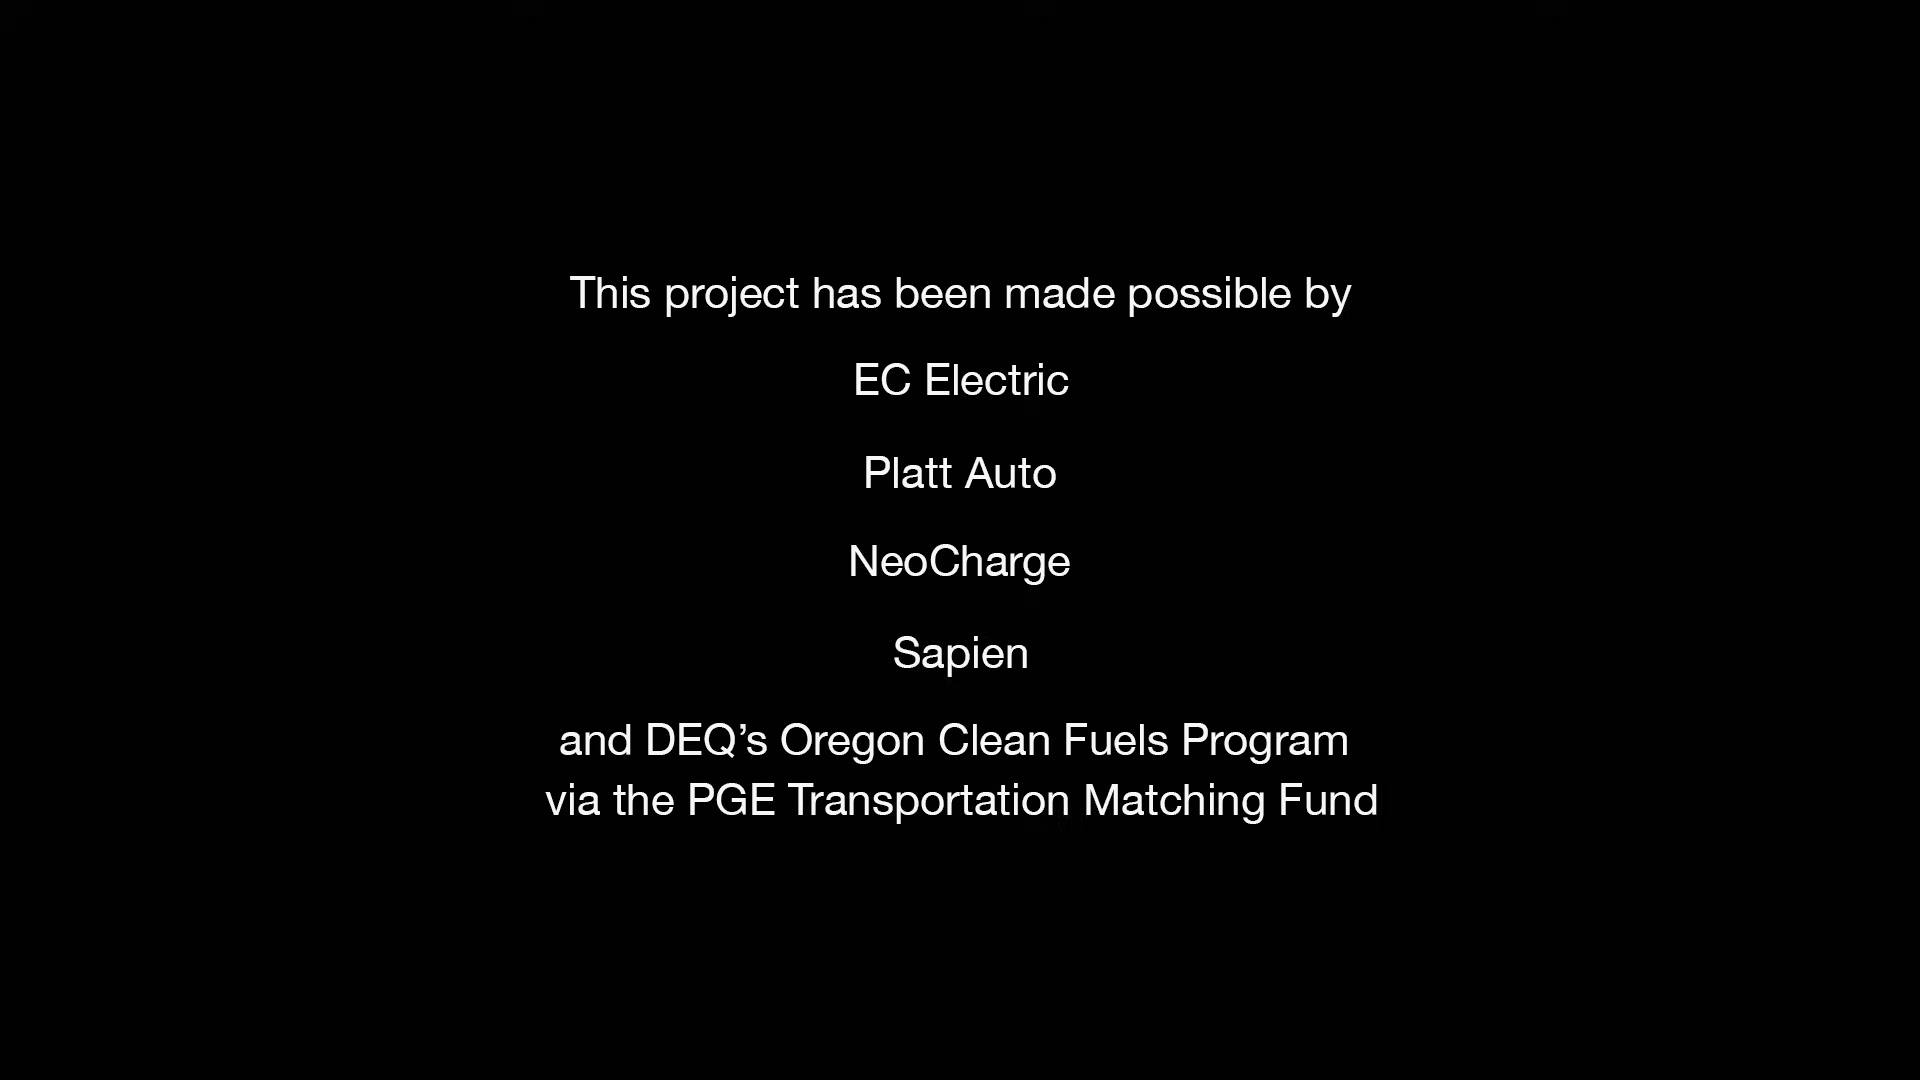 This project has been made possible by
EC Electric
Platt Auto
NeoCharge
Sapien
and DEQ’s Oregon Clean Fuels Program
via the PGE Transportation Matching Fund